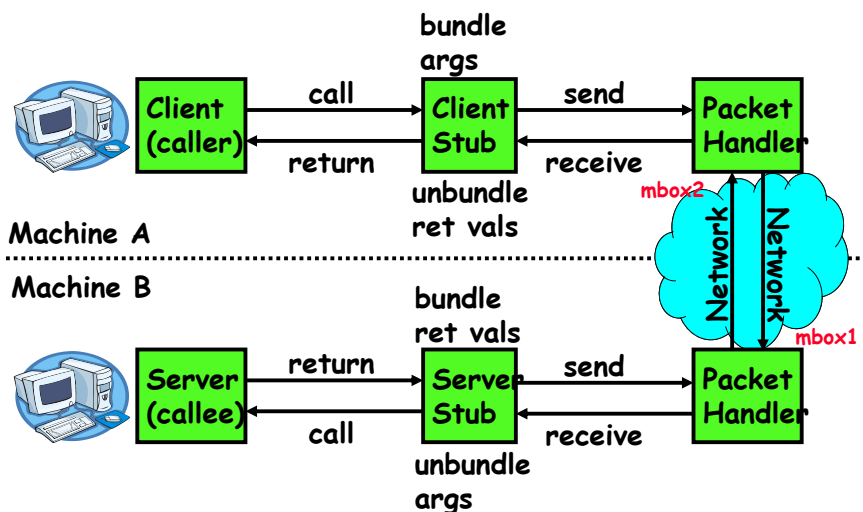 bundle
args
Client
(caller)
call
return
Client
Stub
send
receive
Packet
Handler
unbundle
ret vals
mbox2
Machine A
Network
Network
Machine B
mbox1
bundle
ret vals
Server
(callee)
return
call
Server
Stub
send
receive
Packet
Handler
unbundle
args